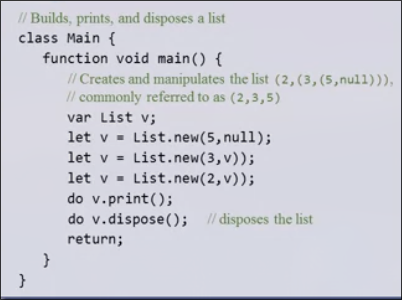 // Builds, prints, and disposes a list
class Main {
function void main() {
// Creates and manipulates the list (2,(3,(5,null))),
// commonly referred to as (2,3,5)
var List v;
let v = List.new(5,null);
let v = List.new(3,v));
let v = List.new(2,v));
do v.print();
do v.dispose(); // disposes the list
return;
}
}